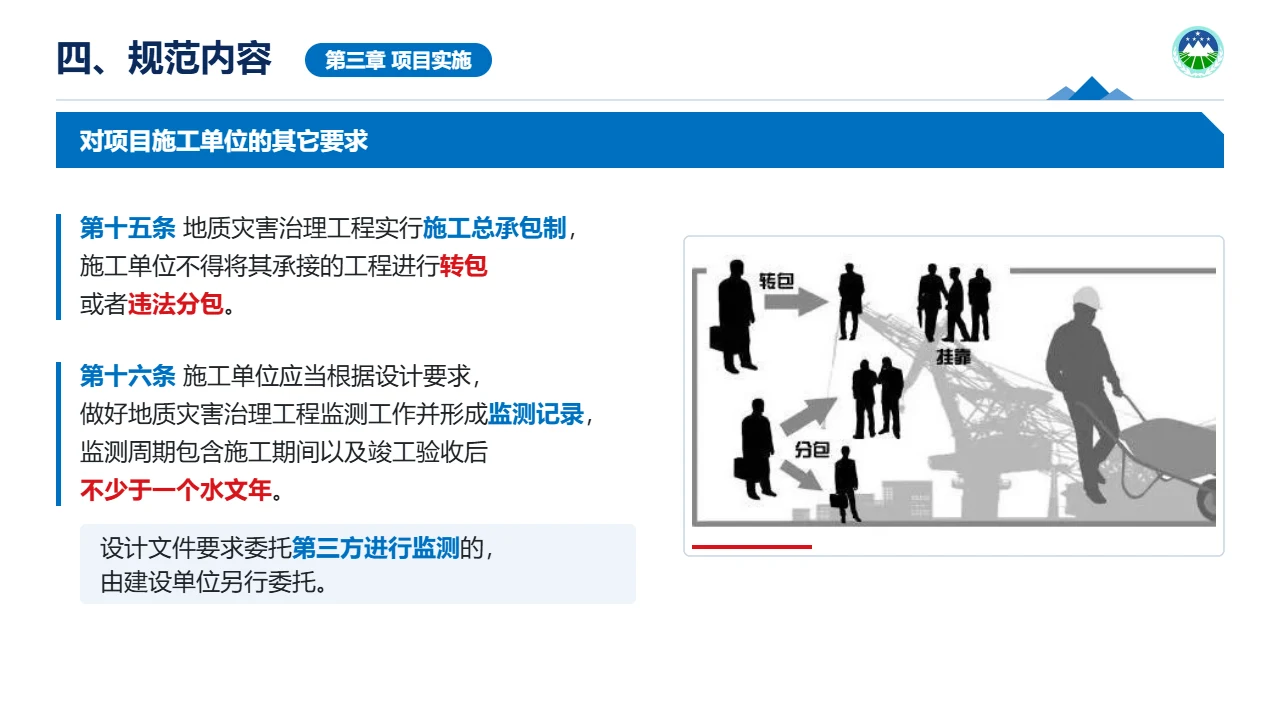 四、规范内容
第三章 项目实施
对项目施工单位的其它要求
第十五条 地质灾害治理工程实行施工总承包制，
施工单位不得将其承接的工程进行转包
或者违法分包。
第十六条 施工单位应当根据设计要求，
做好地质灾害治理工程监测工作并形成监测记录，
监测周期包含施工期间以及竣工验收后
不少于一个水文年。
设计文件要求委托第三方进行监测的，
由建设单位另行委托。
转包
挂靠
分包